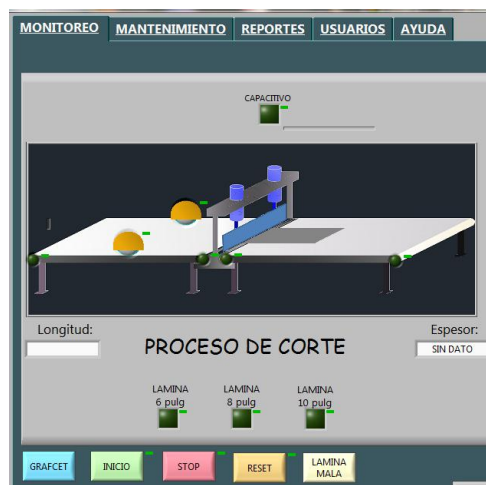 MONITOREO MANTENIMIENTO REPORTES USUARIOS AYUDA
CAPACITIVO
Longitud:
Espesor:
SIN DATO
PROCESO DE CORTE
LAMINA
6 pulg
LAMINA
8 pulg
LAMINA
10 pulg
GRAFCET
INICIO
STOP
RESET
LAMINA
MALA